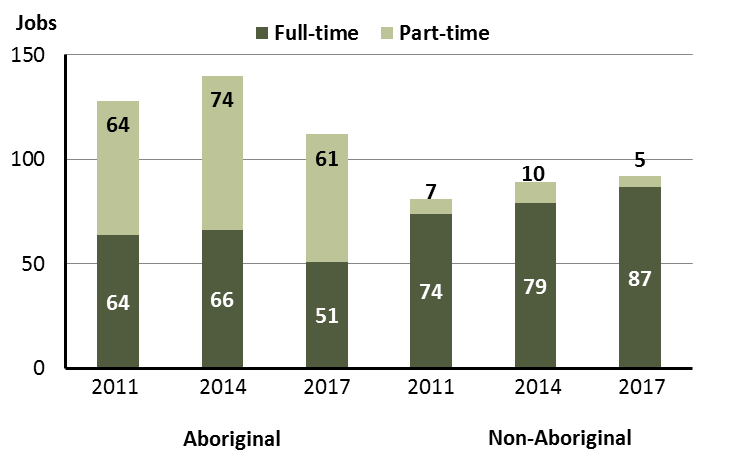 Jobs
Full-time Part-time
150
100
50
0
64 74 61 7 10 5
64 66 51 74 79 87
2011 2014 2017 2011 2014 2017
Aboriginal Non-Aboriginal